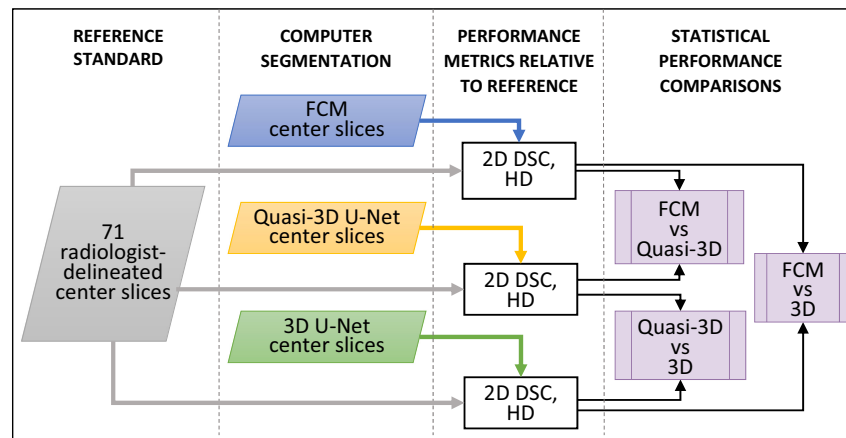 REFERENCE
STANDARD
COMPUTER
SEGMENTATION
PERFORMANCE
METRICS RELATIVE
TO REFERENCE
STATISTICAL
PERFORMANCE
COMPARISONS
71
radiologist-
delineated
center slices
FCM
center slices
Quasi-3D U-Net
center slices
3D U-Net
center slices
2D DSC,
HD
2D DSC,
HD
2D DSC,
HD
FCM
vs
Quasi-3D
Quasi-3D
vs
3D
FCM
vs
3D